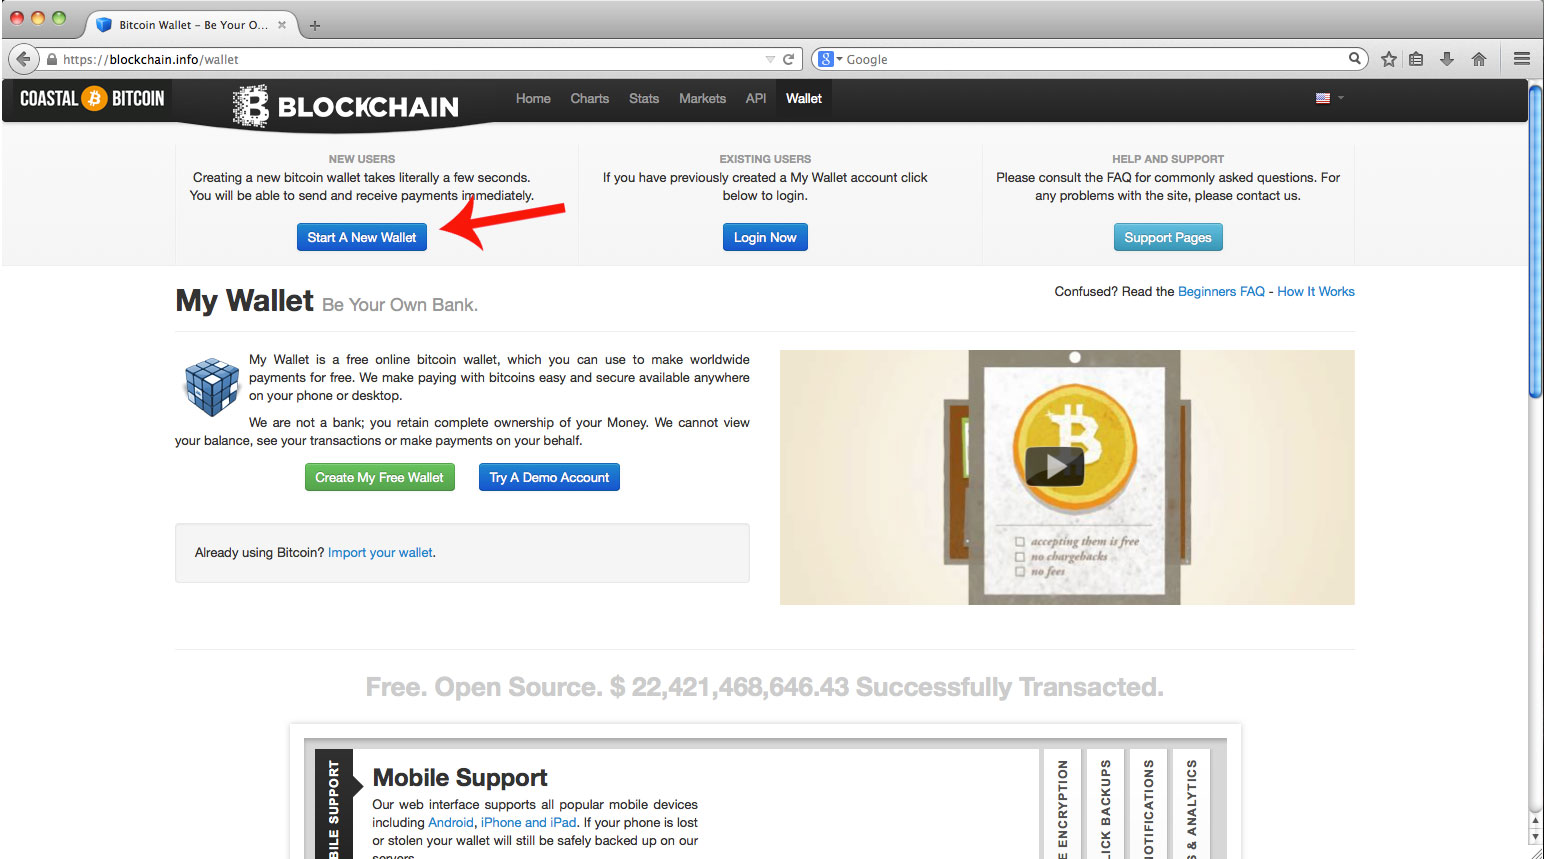 Bitcoin Wallet – Be Your O...
https://blockchain.info/wallet
Google
COASTAL BITCOIN
BLOCKCHAIN
Home Charts Stats Markets API Wallet
NEW USERS
Creating a new bitcoin wallet takes literally a few seconds.
You will be able to send and receive payments immediately.
Start A New Wallet
EXISTING USERS
If you have previously created a My Wallet account click
below to login.
Login Now
HELP AND SUPPORT
Please consult the FAQ for commonly asked questions. For
any problems with the site, please contact us.
Support Pages
My Wallet Be Your Own Bank.
Confused? Read the Beginners FAQ - How It Works
My Wallet is a free online bitcoin wallet, which you can use to make worldwide
payments for free. We make paying with bitcoins easy and secure available anywhere
on your phone or desktop.
We are not a bank; you retain complete ownership of your Money. We cannot view
your balance, see your transactions or make payments on your behalf.
Create My Free Wallet
Try A Demo Account
Already using Bitcoin? Import your wallet.
accepting them is free
no chargebacks
no fees
Free. Open Source. $ 22,421,468,646.43 Successfully Transacted.
BILE SUPPORT
Mobile Support
Our web interface supports all popular mobile devices
including Android, iPhone and iPad. If your phone is lost
or stolen your wallet will still be safely backed up on our
servers.
E ENCRYPTION
LICK BACKUPS
NOTIFICATIONS
S & ANALYTICS